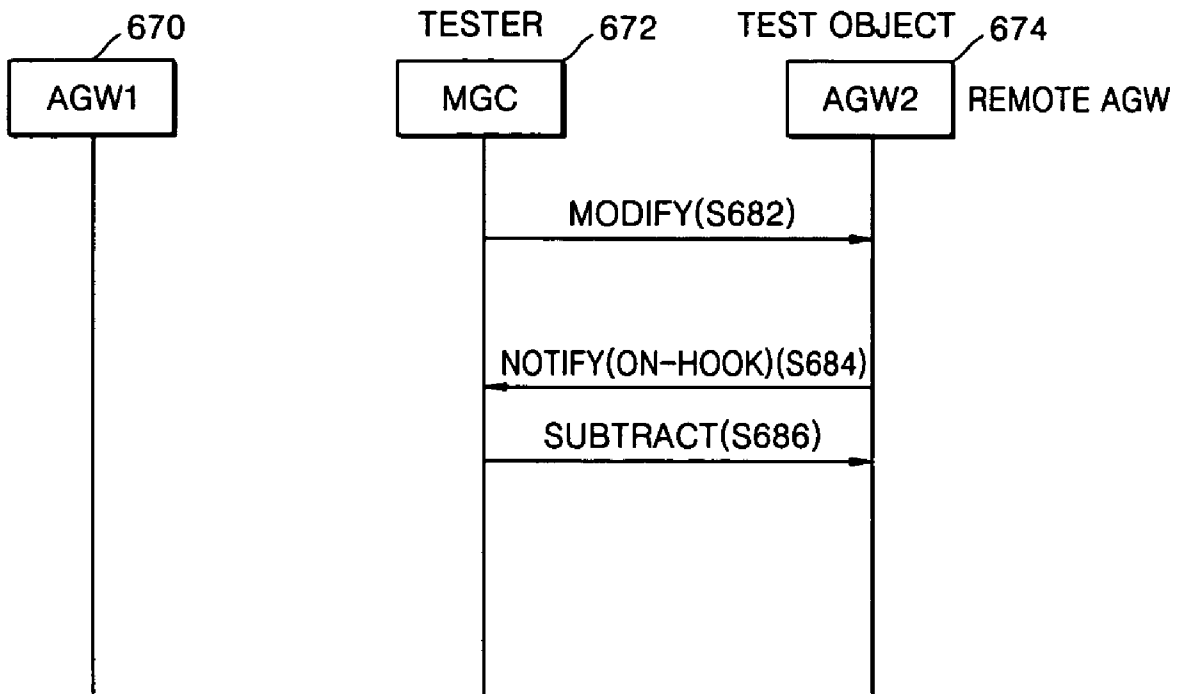 670
TESTER
672
TEST OBJECT
674
AGW1
MGC
AGW2
REMOTE AGW
MODIFY(S682)
NOTIFY(ON-HOOK)(S684)
SUBTRACT(S686)